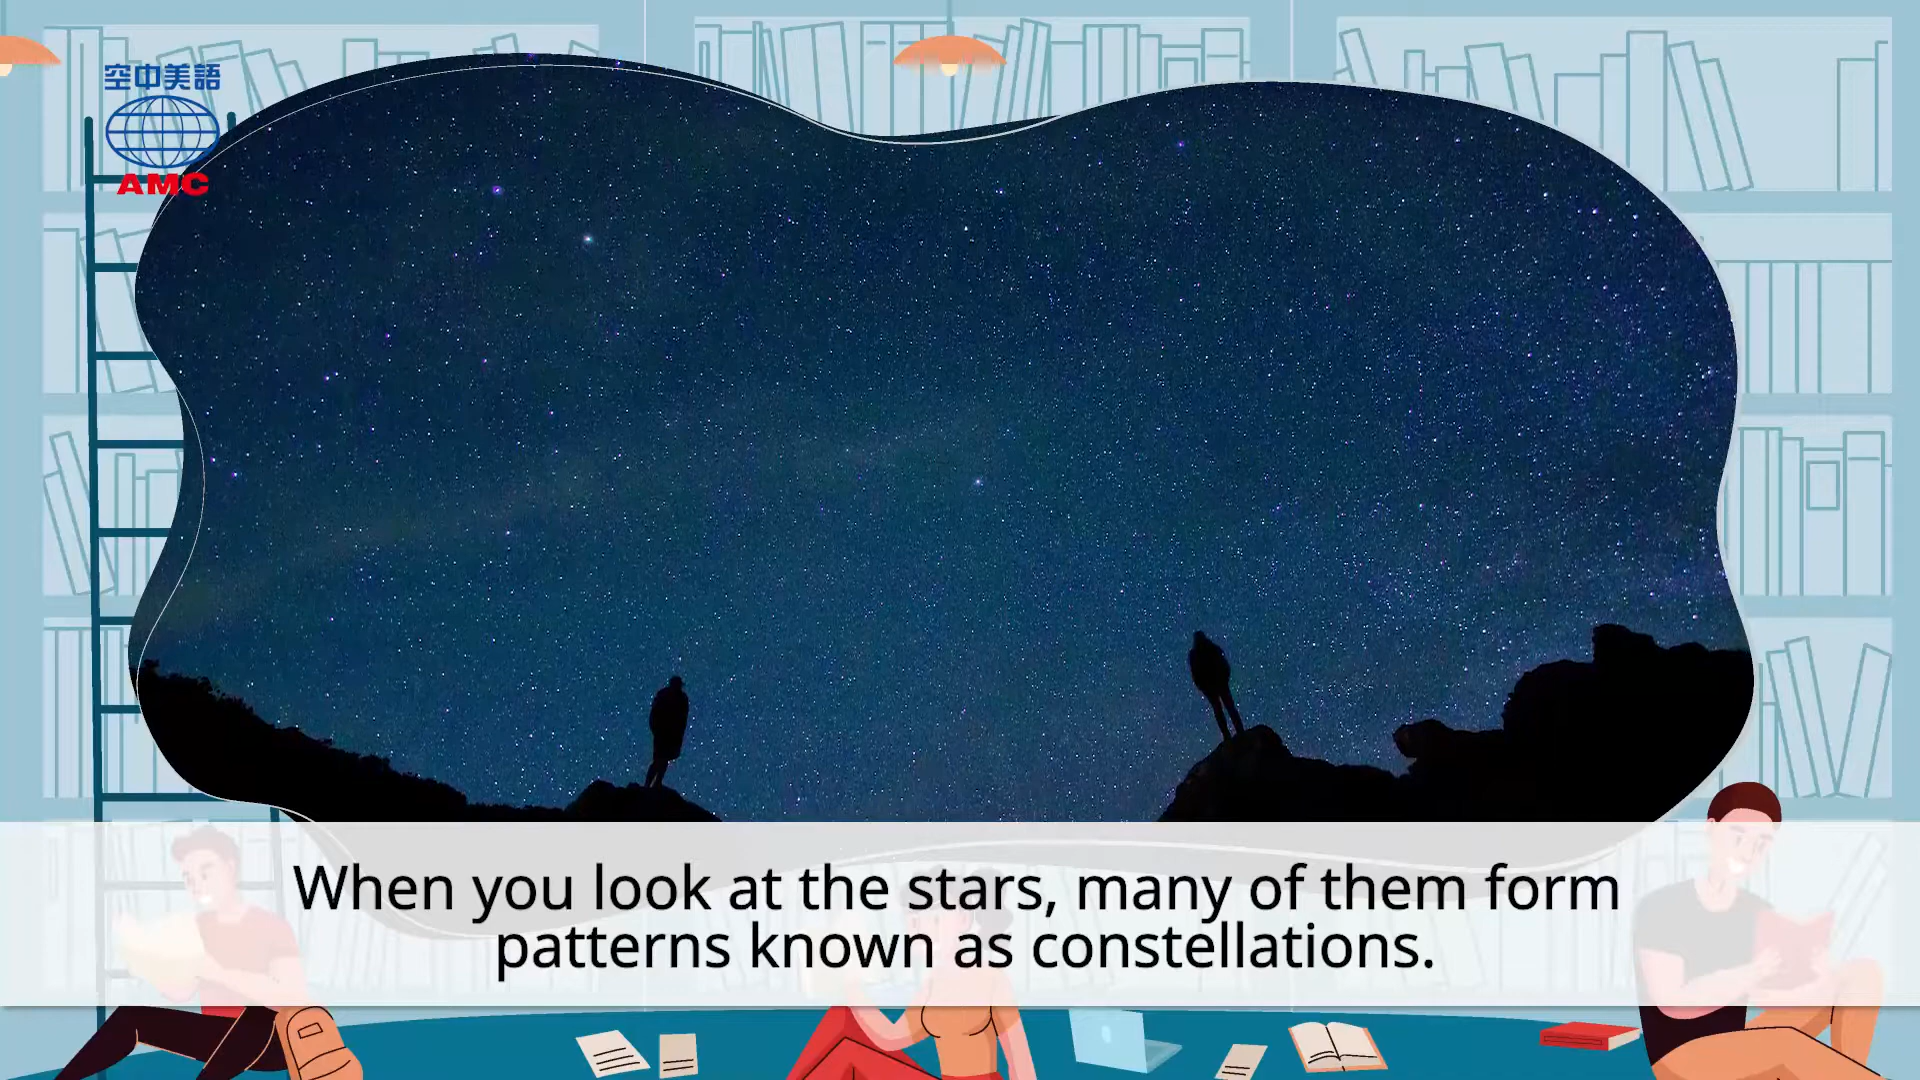 空中美語
AMC
When you look at the stars, many of them form
patterns known as constellations.